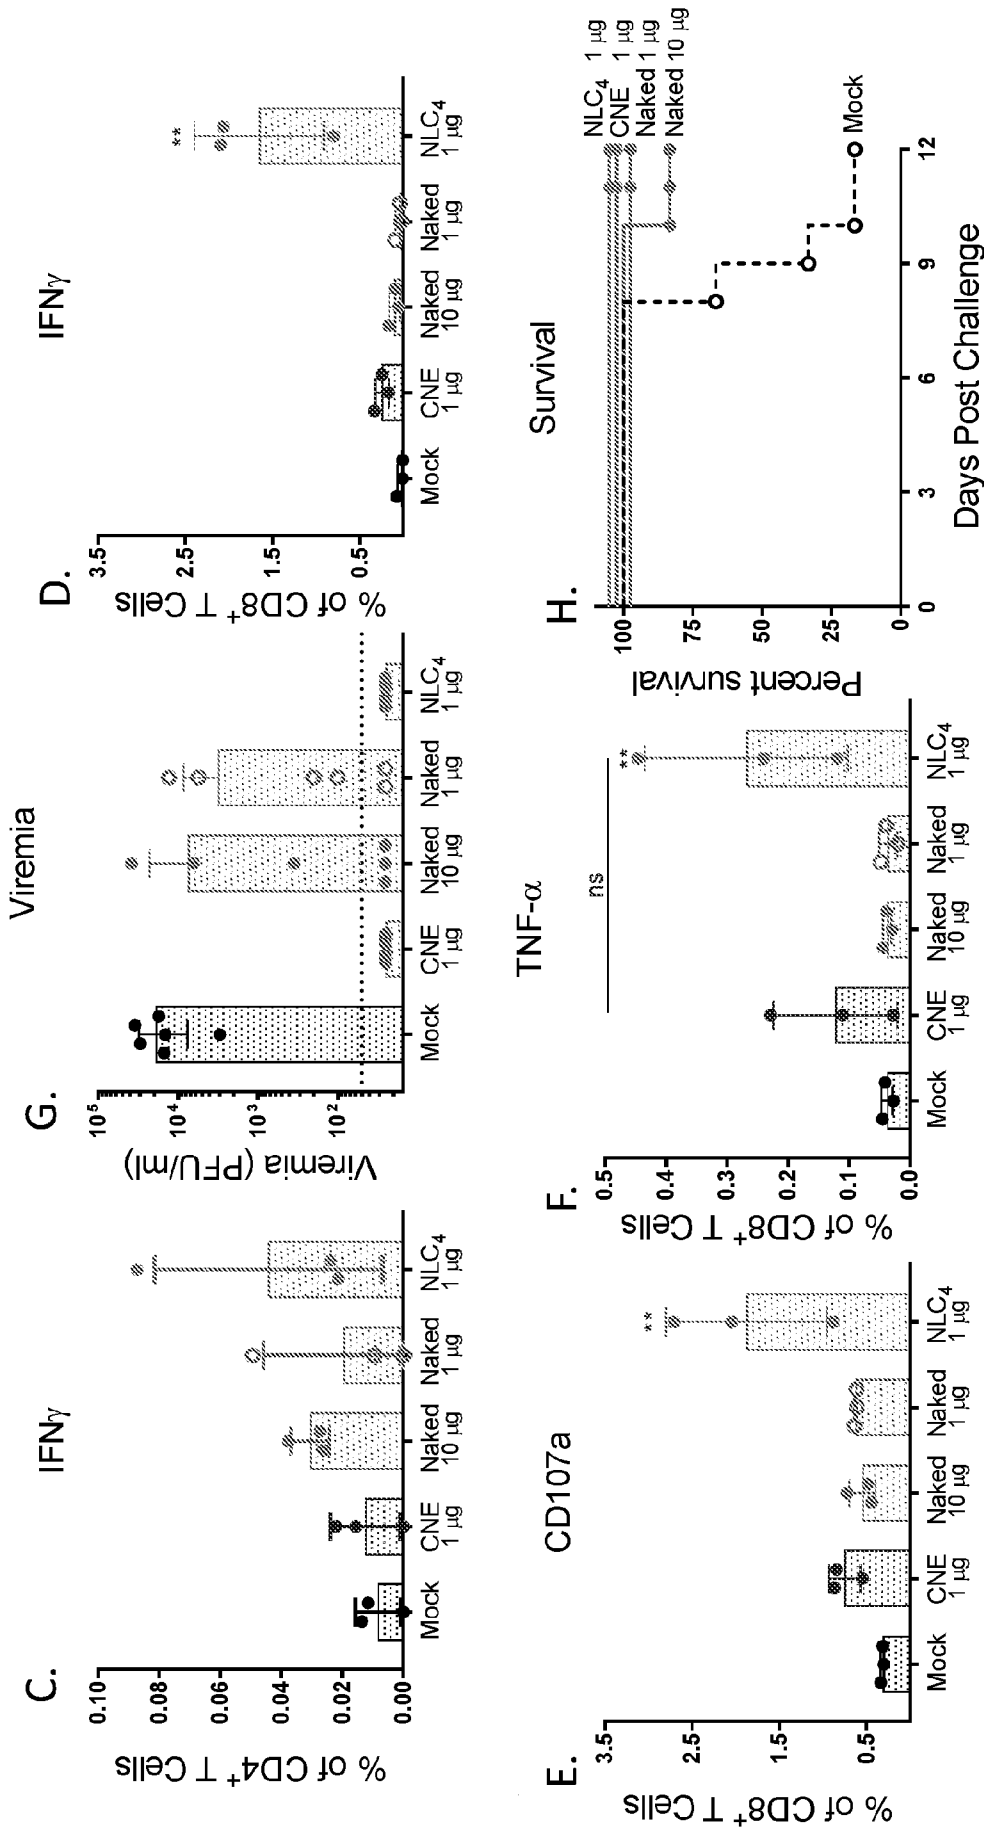 C.
IFNγ
% of CD4⁺ T Cells
0.10
0.08
0.06
0.04
0.02
0.00
Mock
CNE
1 μg
Naked
10 μg
Naked
1 μg
NLC₄
1 μg
G.
Viremia
Viremia (PFU/ml)
10⁵
10⁴
10³
10²
Mock
CNE
1 μg
Naked
10 μg
Naked
1 μg
NLC₄
1 μg
D.
IFNγ
% of CD8⁺ T Cells
3.5
2.5
1.5
0.5
**
Mock
CNE
1 μg
Naked
10 μg
Naked
1 μg
NLC₄
1 μg
E.
CD107a
% of CD8⁺ T Cells
3.5
2.5
1.5
0.5
**
Mock
CNE
1 μg
Naked
10 μg
Naked
1 μg
NLC₄
1 μg
F.
TNF-α
% of CD8⁺ T Cells
0.5
0.4
0.3
0.2
0.1
0.0
ns
**
Mock
CNE
1 μg
Naked
10 μg
Naked
1 μg
NLC₄
1 μg
H.
Survival
Percent survival
100
75
50
25
0
NLC₄ 1 μg
CNE 1 μg
Naked 1 μg
Naked 10 μg
Mock
0
3
6
9
12
Days Post Challenge